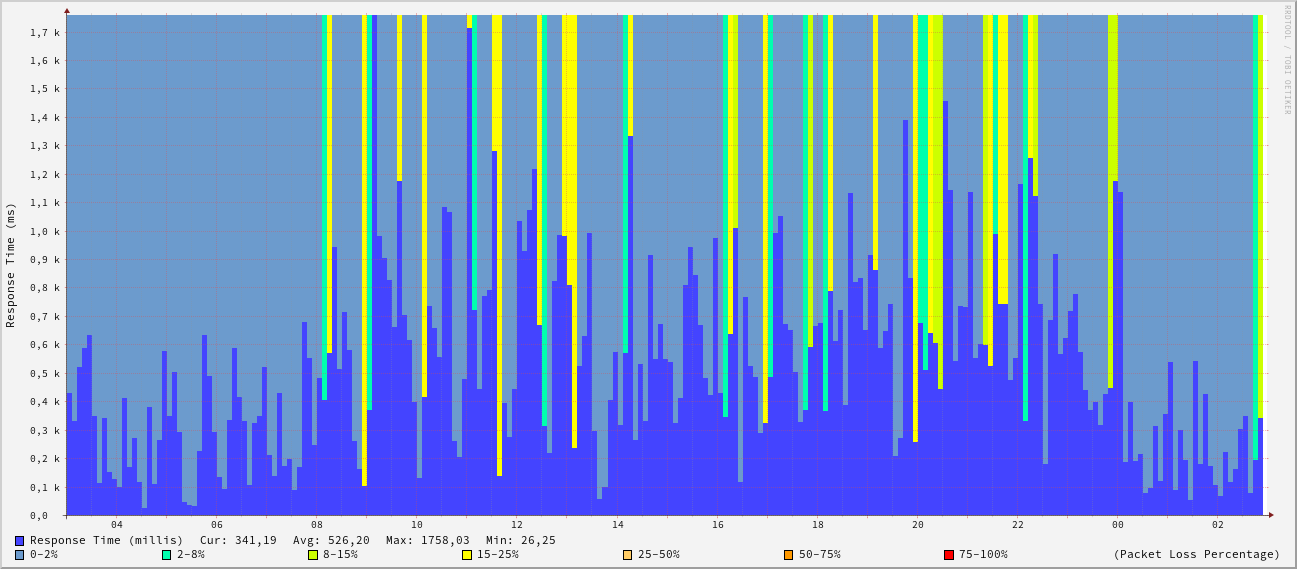 RRDTOOL / TOBI OETIKER
Response Time (ms)
1,7 k
1,6 k
1,5 k
1,4 k
1,3 k
1,2 k
1,1 k
1,0 k
0,9 k
0,8 k
0,7 k
0,6 k
0,5 k
0,4 k
0,3 k
0,2 k
0,1 k
0,0
04 06 08 10 12 14 16 18 20 22 00 02
Response Time (millis) Cur: 341,19 Avg: 526,20 Max: 1758,03 Min: 26,25
0-2% 2-8% 8-15% 15-25% 25-50% 50-75% 75-100% (Packet Loss Percentage)